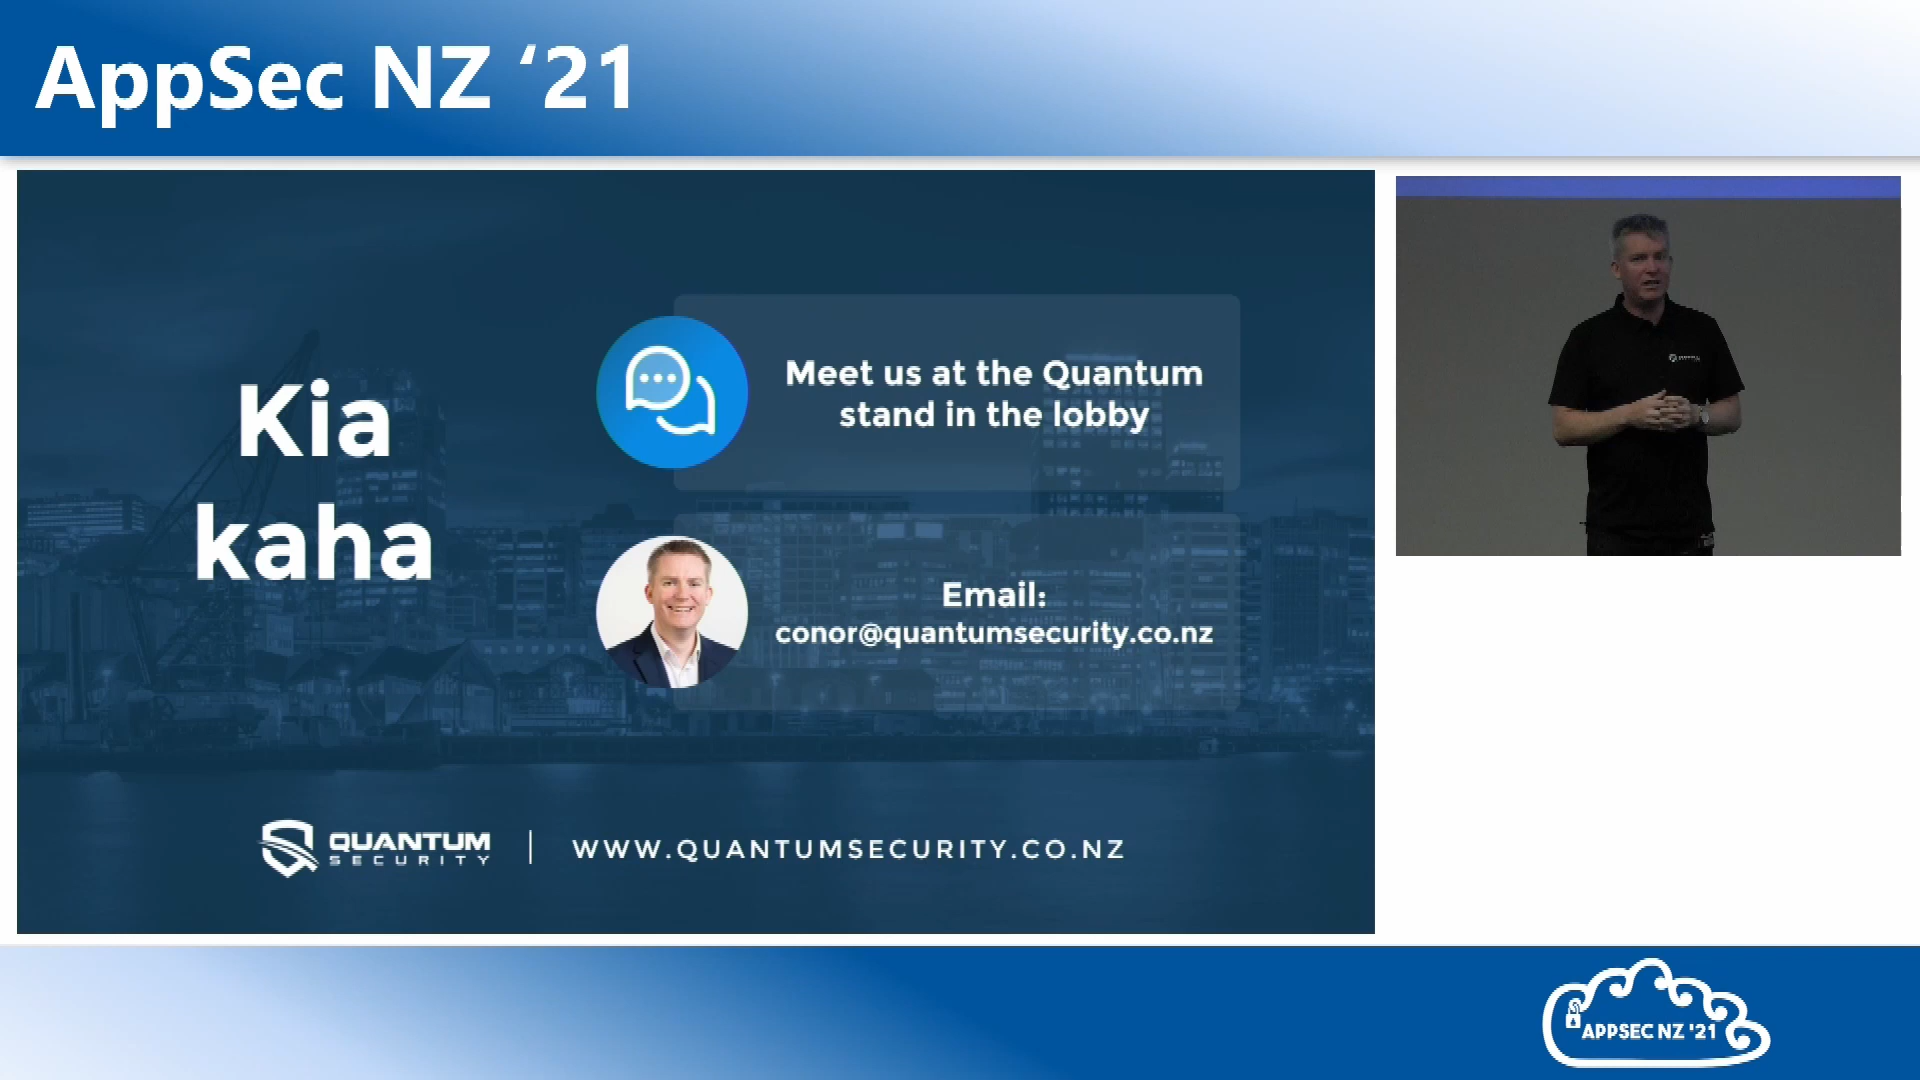 AppSec NZ ‘21
Kia
kaha
Meet us at the Quantum
stand in the lobby
Email:
conor@quantumsecurity.co.nz
QUANTUM
SECURITY
WWW.QUANTUMSECURITY.CO.NZ
APPSEC NZ '21